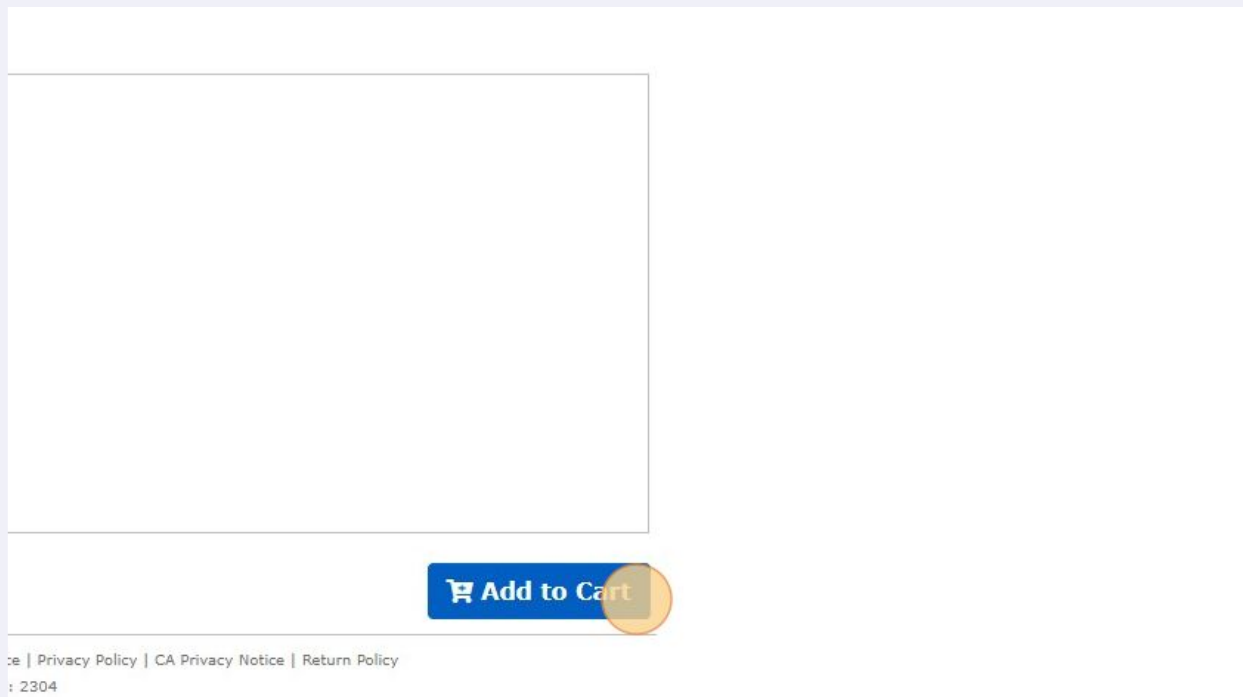 Add to Cart
ce | Privacy Policy | CA Privacy Notice | Return Policy
: 2304